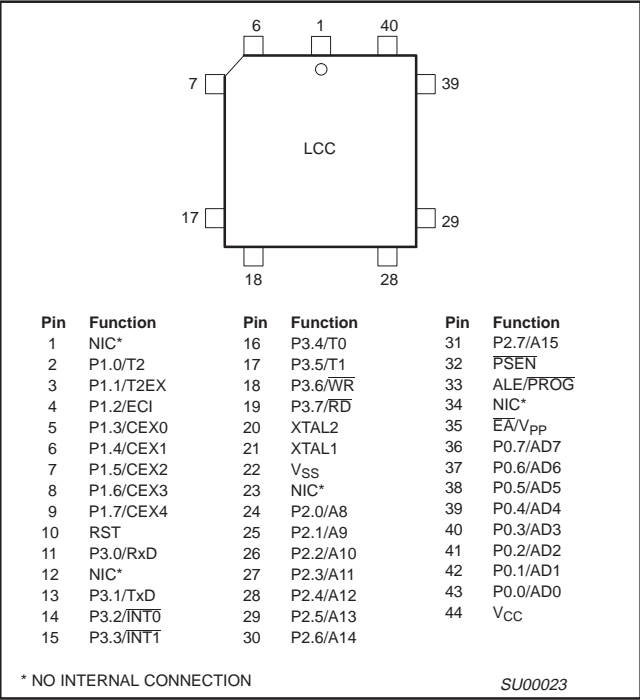 6 1 40
7 39
LCC
17 29
18 28
Pin Function Pin Function Pin Function
1 NIC* 16 P3.4/T0 31 P2.7/A15
2 P1.0/T2 17 P3.5/T1 32 P̅S̅E̅N̅
3 P1.1/T2EX 18 P3.6/W̅R̅ 33 ALE/P̅R̅O̅G̅
4 P1.2/ECI 19 P3.7/R̅D̅ 34 NIC*
5 P1.3/CEX0 20 XTAL2 35 E̅A̅/VPP
6 P1.4/CEX1 21 XTAL1 36 P0.7/AD7
7 P1.5/CEX2 22 VSS 37 P0.6/AD6
8 P1.6/CEX3 23 NIC* 38 P0.5/AD5
9 P1.7/CEX4 24 P2.0/A8 39 P0.4/AD4
10 RST 25 P2.1/A9 40 P0.3/AD3
11 P3.0/RxD 26 P2.2/A10 41 P0.2/AD2
12 NIC* 27 P2.3/A11 42 P0.1/AD1
13 P3.1/TxD 28 P2.4/A12 43 P0.0/AD0
14 P3.2/I̅N̅T̅0̅ 29 P2.5/A13 44 VCC
15 P3.3/I̅N̅T̅1̅ 30 P2.6/A14
* NO INTERNAL CONNECTION SU00023